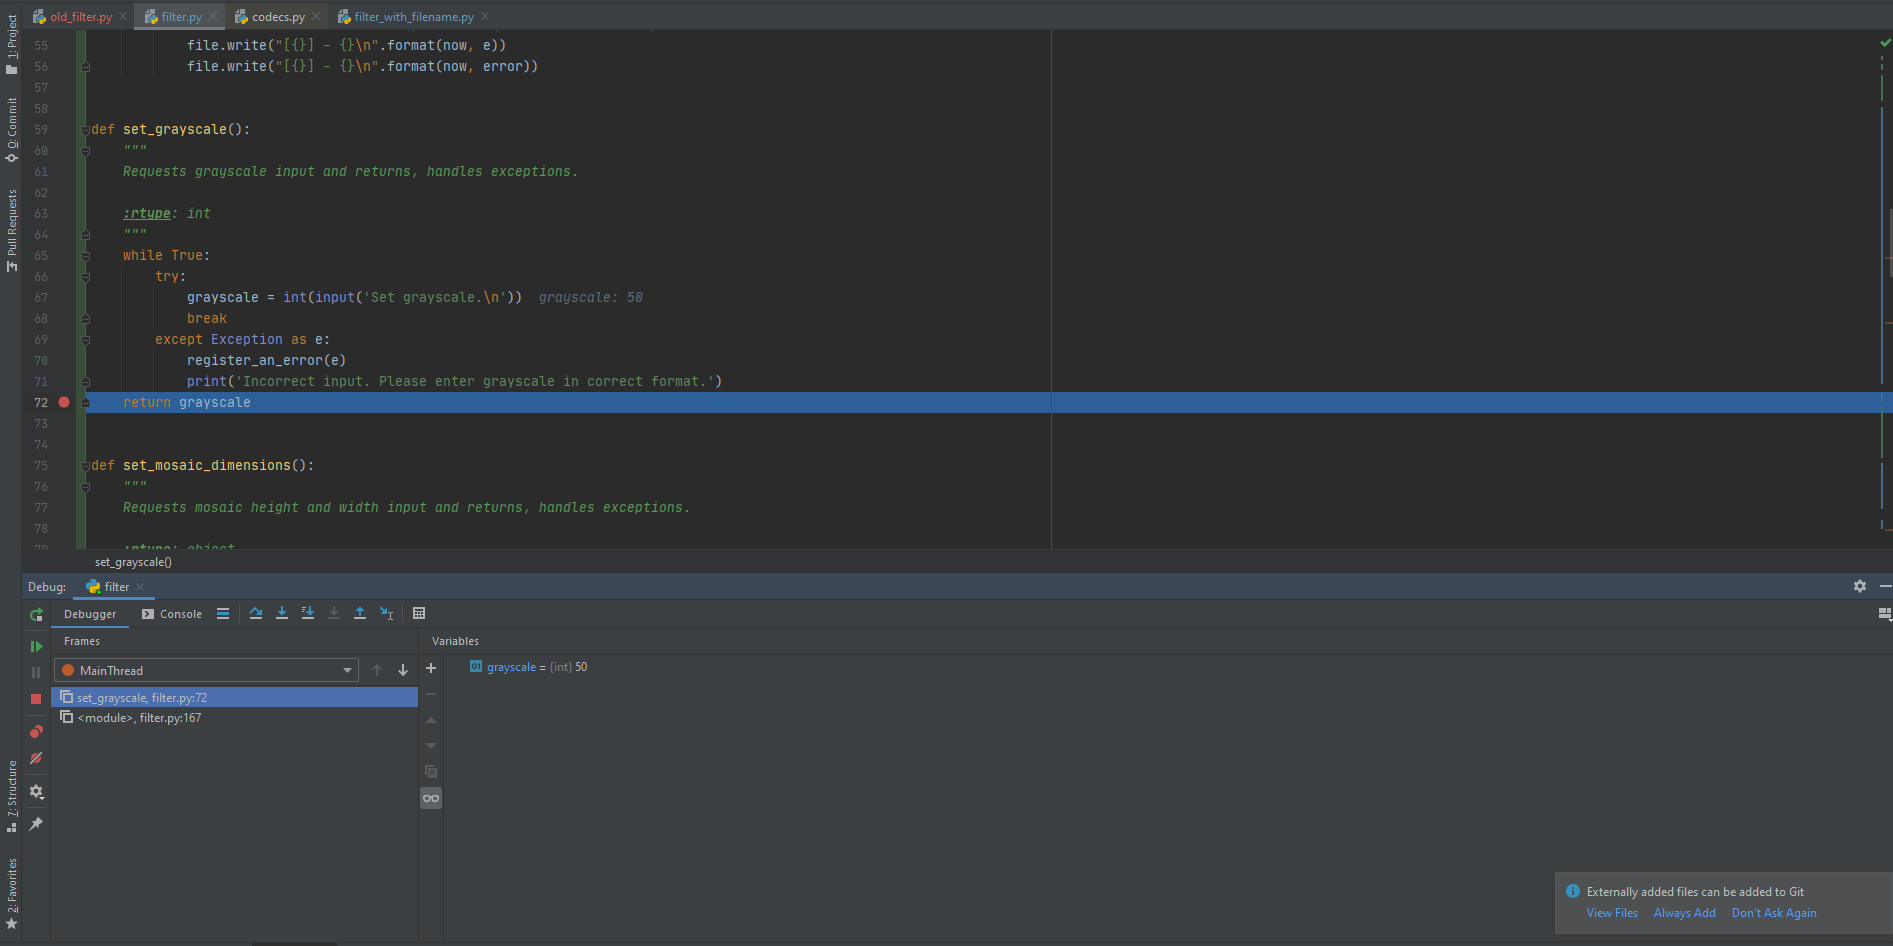 old_filter.py
filter.py
codecs.py
filter_with_filename.py
1: Project
0: Commit
Pull Requests
7: Structure
2: Favorites
55 file.write("[{}] - {}\n".format(now, e))
56 file.write("[{}] - {}\n".format(now, error))
57
58
59 def set_grayscale():
60 """
61 Requests grayscale input and returns, handles exceptions.
62
63 :rtype: int
64 """
65 while True:
66 try:
67 grayscale = int(input('Set grayscale.\n')) grayscale: 50
68 break
69 except Exception as e:
70 register_an_error(e)
71 print('Incorrect input. Please enter grayscale in correct format.')
72 return grayscale
73
74
75 def set_mosaic_dimensions():
76 """
77 Requests mosaic height and width input and returns, handles exceptions.
78
79 :rtype: object
set_grayscale()
Debug: filter
Debugger Console
Frames
Variables
MainThread
set_grayscale, filter.py:72
<module>, filter.py:167
01 grayscale = {int} 50
Externally added files can be added to Git
View Files Always Add Don't Ask Again